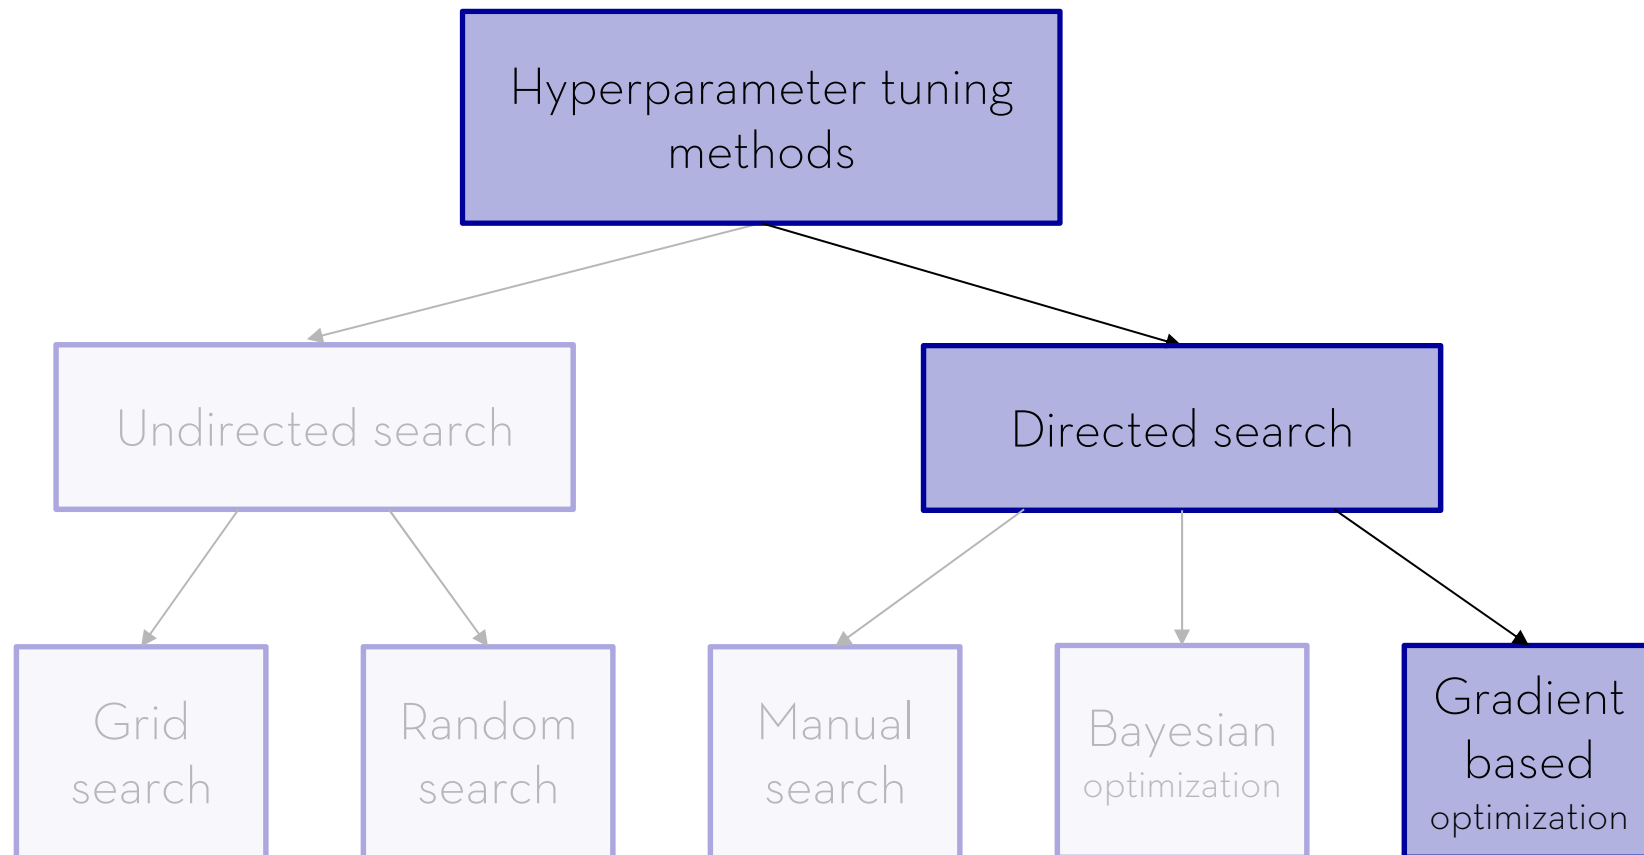 Hyperparameter tuning
methods
Undirected search
Directed search
Grid
search
Random
search
Manual
search
Bayesian
optimization
Gradient
based
optimization